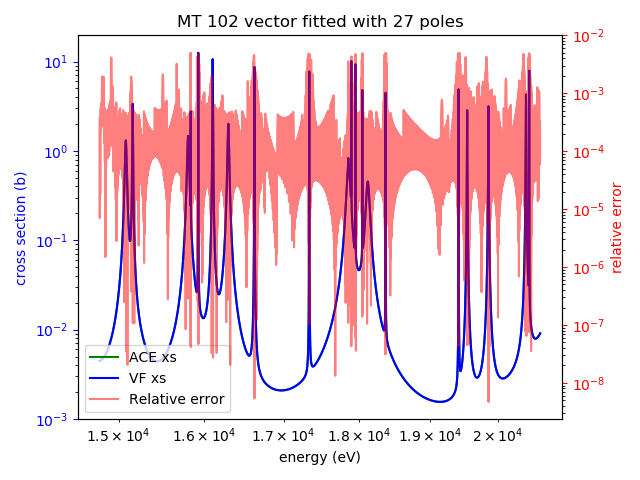 MT 102 vector fitted with 27 poles
cross section (b)
10¹
10⁰
10⁻¹
10⁻²
10⁻³
10⁻²
10⁻³
10⁻⁴
10⁻⁵
10⁻⁶
10⁻⁷
10⁻⁸
relative error
ACE xs
VF xs
Relative error
1.5 × 10⁴ 1.6 × 10⁴ 1.7 × 10⁴ 1.8 × 10⁴ 1.9 × 10⁴ 2 × 10⁴
energy (eV)